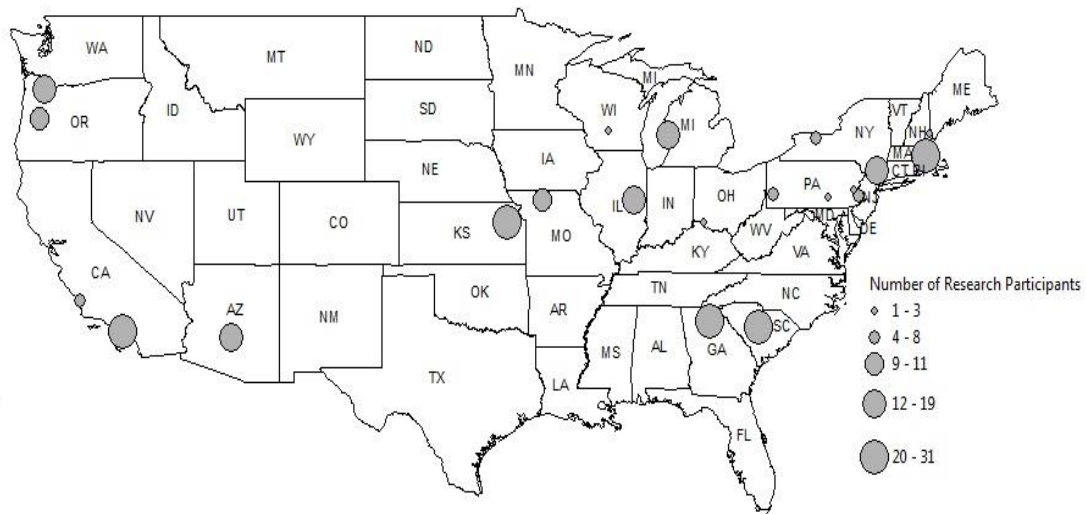 WA
MT
ND
MN
ME
VT
MI
OR
ID
SD
WI
MI
NY
NH
WY
MA
IA
CT
RI
NE
PA
NV
UT
OH
NJ
IL
IN
CO
MD
KS
MO
WV
DE
CA
KY
VA
Number of Research Participants
TN
NC
1 - 3
OK
AZ
AR
NM
SC
4 - 8
MS
AL
GA
9 - 11
TX
LA
12 - 19
FL
20 - 31